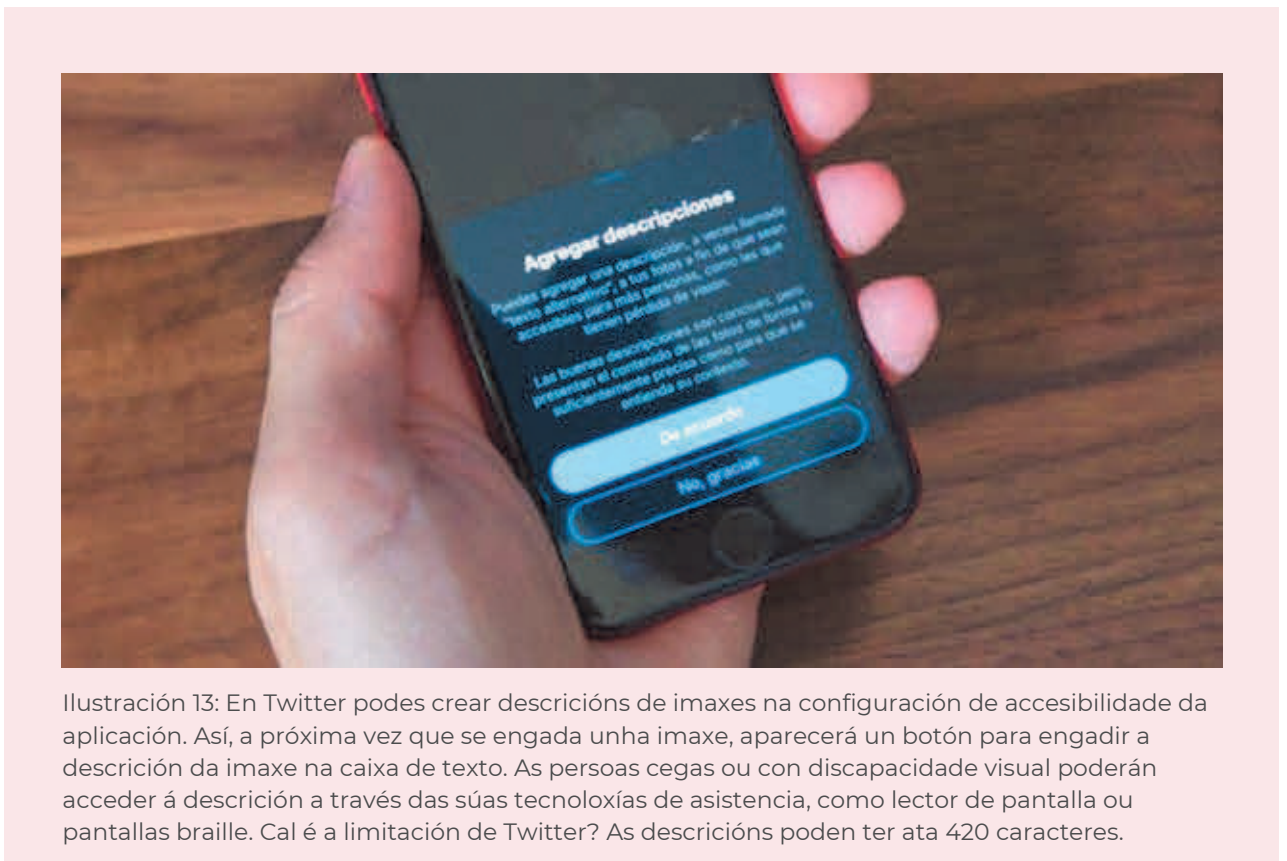 Agregar descripciones
Puedes agregar una descripción, a veces llamada
"texto alternativo", a tus fotos a fin de que sean
accesibles para más personas, como las que
tienen pérdida de visión.
Las buenas descripciones son concisas, pero
presentan el contenido de las fotos de forma lo
suficientemente precisa como para que se
entienda su contexto.
De acuerdo
No, gracias
Ilustración 13: En Twitter podes crear descricións de imaxes na configuración de accesibilidade da
aplicación. Así, a próxima vez que se engada unha imaxe, aparecerá un botón para engadir a
descrición da imaxe na caixa de texto. As persoas cegas ou con discapacidade visual poderán
acceder á descrición a través das súas tecnoloxías de asistencia, como lector de pantalla ou
pantallas braille. Cal é a limitación de Twitter? As descricións poden ter ata 420 caracteres.